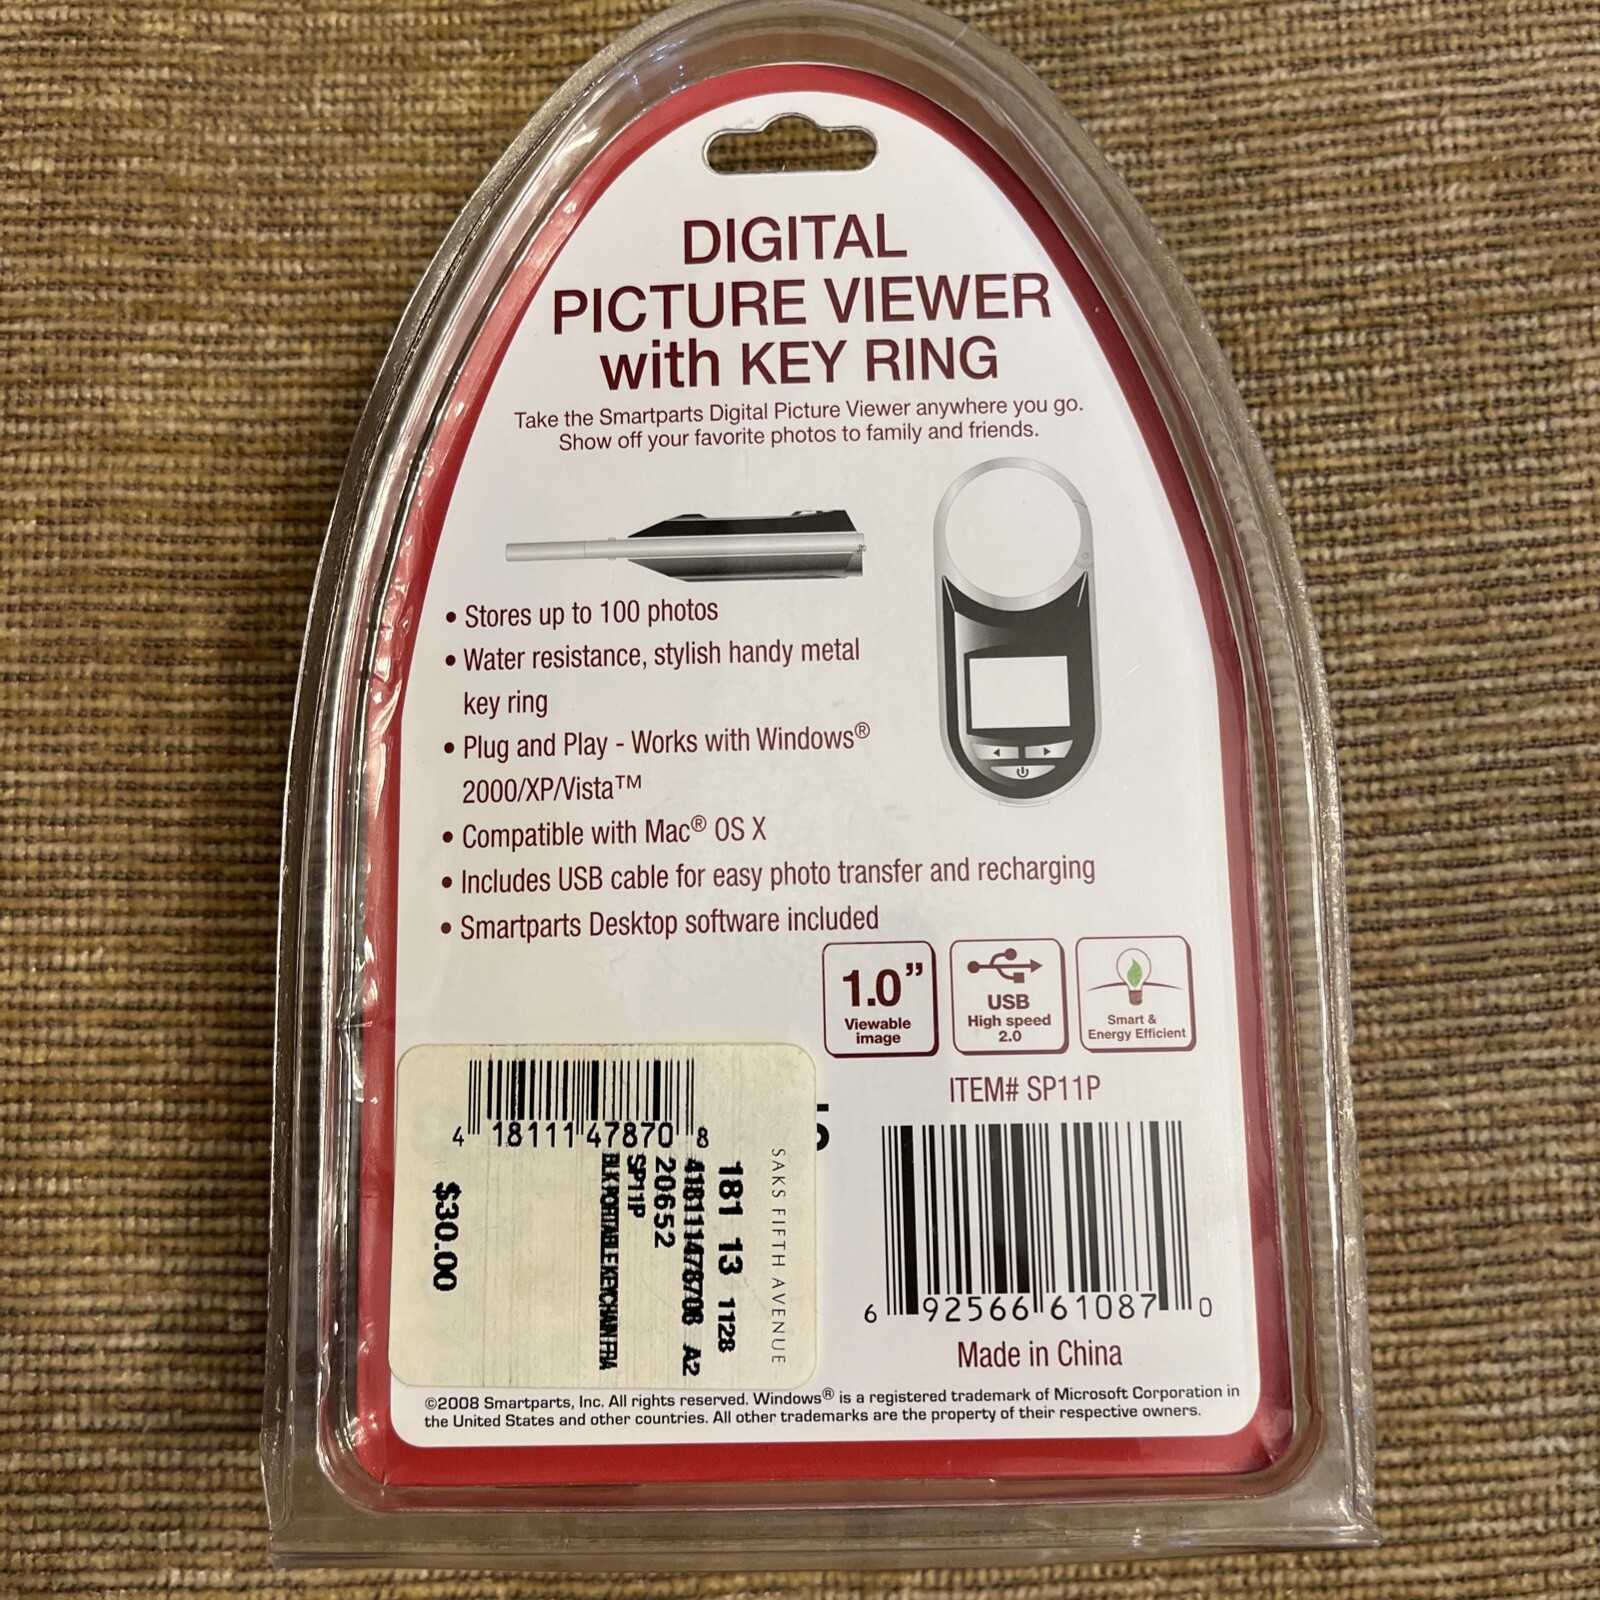 DIGITAL
PICTURE VIEWER
with KEY RING
Take the Smartparts Digital Picture Viewer anywhere you go.
Show off your favorite photos to family and friends.
• Stores up to 100 photos
• Water resistance, stylish handy metal
key ring
• Plug and Play - Works with Windows®
2000/XP/Vista™
• Compatible with Mac® OS X
• Includes USB cable for easy photo transfer and recharging
• Smartparts Desktop software included
1.0”
Viewable
image
USB
High speed
2.0
Smart &
Energy Efficient
ITEM# SP11P
6 92566 61087 0
Made in China
SAKS FIFTH AVENUE
181 13 1128
418111478708 A2
20652
SP11P
BLK PORTABLE KEYCHAIN FRA
4 18111 47870 8
$30.00
©2008 Smartparts, Inc. All rights reserved. Windows® is a registered trademark of Microsoft Corporation in
the United States and other countries. All other trademarks are the property of their respective owners.